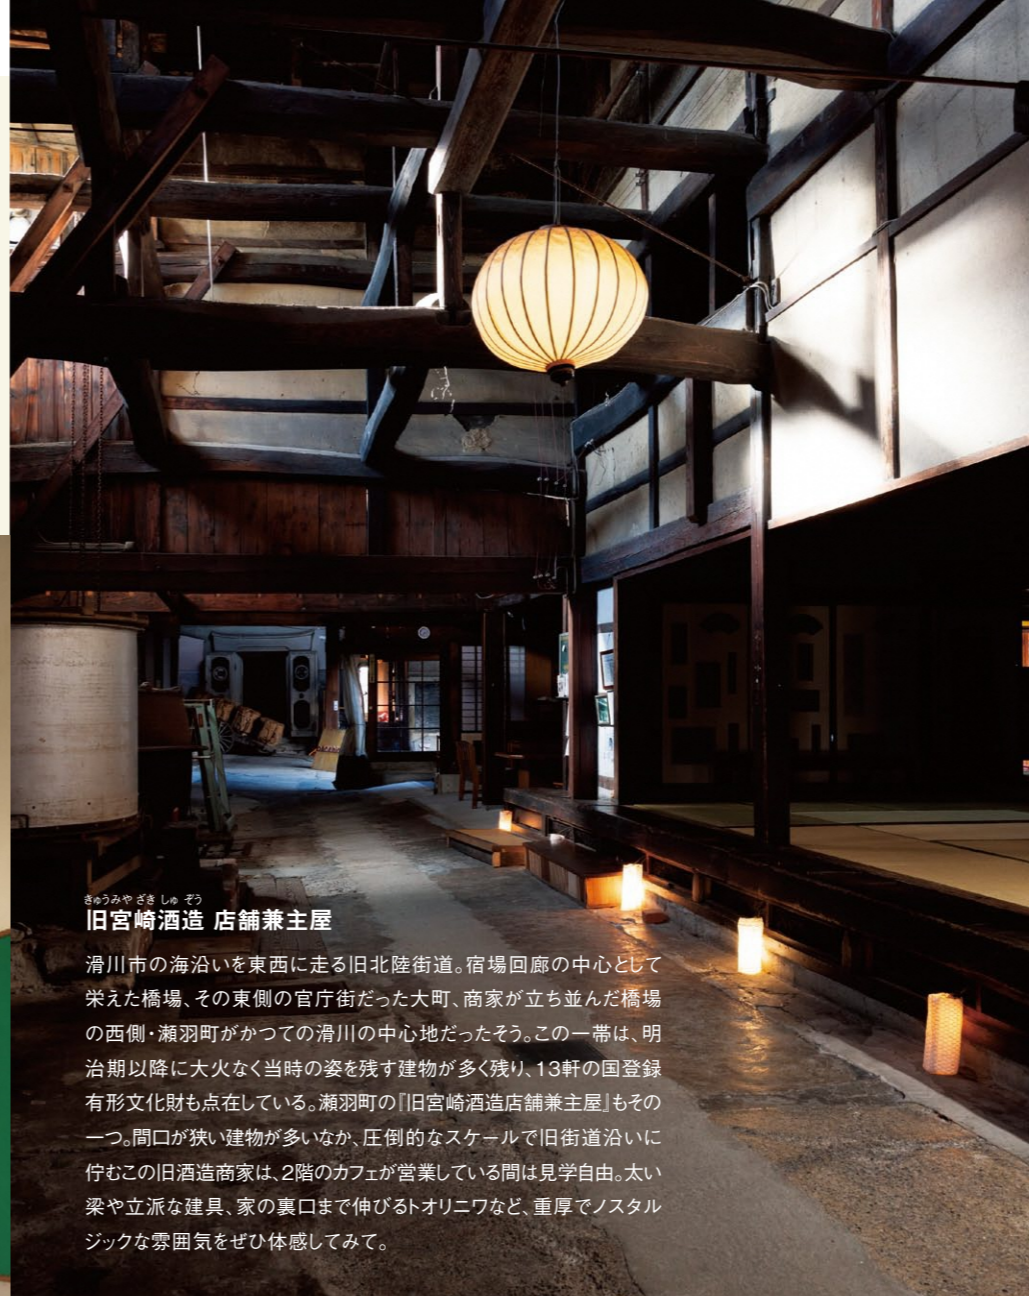 きゅうみやざきしゅぞう
旧宮崎酒造 店舗兼主屋
滑川市の海沿いを東西に走る旧北陸街道。宿場回廊の中心として
栄えた橋場、その東側の官庁街だった大町、商家が立ち並んだ橋場
の西側・瀬羽町がかつての滑川の中心地だったそう。この一帯は、明
治期以降に大火なく当時の姿を残す建物が多く残り、13軒の国登録
有形文化財も点在している。瀬羽町の『旧宮崎酒造店舗兼主屋』もその
一つ。間口が狭い建物が多いなか、圧倒的なスケールで旧街道沿いに
佇むこの旧酒造商家は、2階のカフェが営業している間は見学自由。太い
梁や立派な建具、家の裏口まで伸びるトオリニワなど、重厚でノスタル
ジックな雰囲気をぜひ体感してみて。